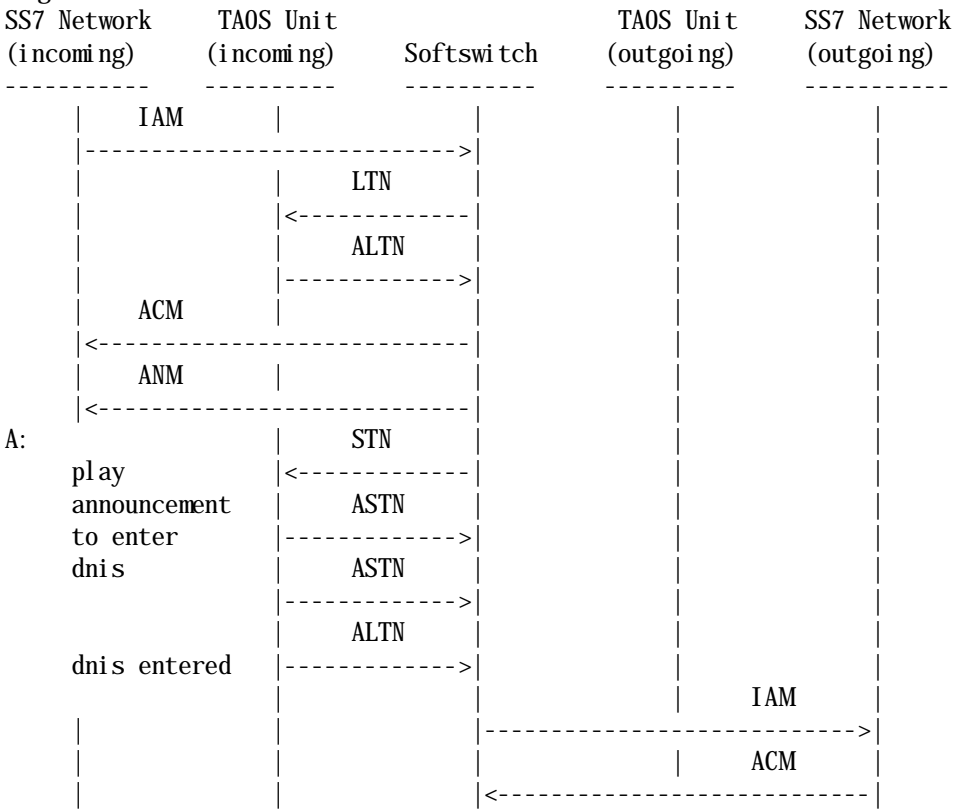 SS7 Network TAOS Unit TAOS Unit SS7 Network
(incoming) (incoming) Softswitch (outgoing) (outgoing)
----------- ---------- ---------- ---------- -----------
| IAM | | | |
|---------------------------->| | |
| | LTN | | |
| |<-------------| | |
| | ALTN | | |
| |------------->| | |
| ACM | | | |
|<----------------------------| | |
| ANM | | | |
|<----------------------------| | |
A: | STN | | |
play |<-------------| | |
announcement | ASTN | | |
to enter |------------->| | |
dnis | ASTN | | |
|------------->| | |
| ALTN | | |
dnis entered |------------->| | |
| | | IAM |
| | |---------------------------->|
| | | | ACM |
| | |<----------------------------|